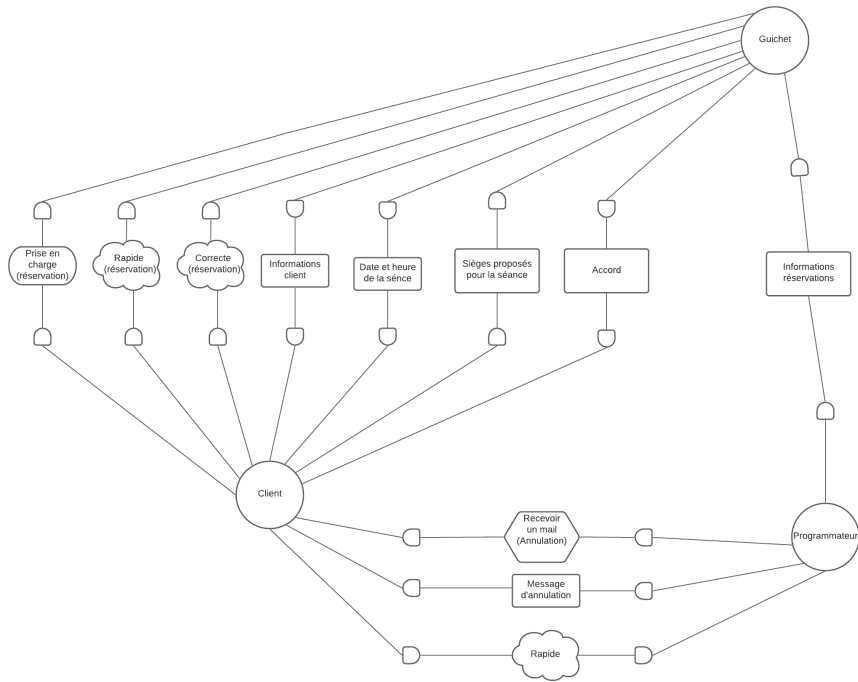 Guichet
Prise en
charge
(réservation)
Rapide
(réservation)
Correcte
(réservation)
Informations
client
Date et heure
de la sénce
Sièges proposés
pour la séance
Accord
Informations
réservations
Client
Recevoir
un mail
(Annulation)
Programmateur
Message
d'annulation
Rapide